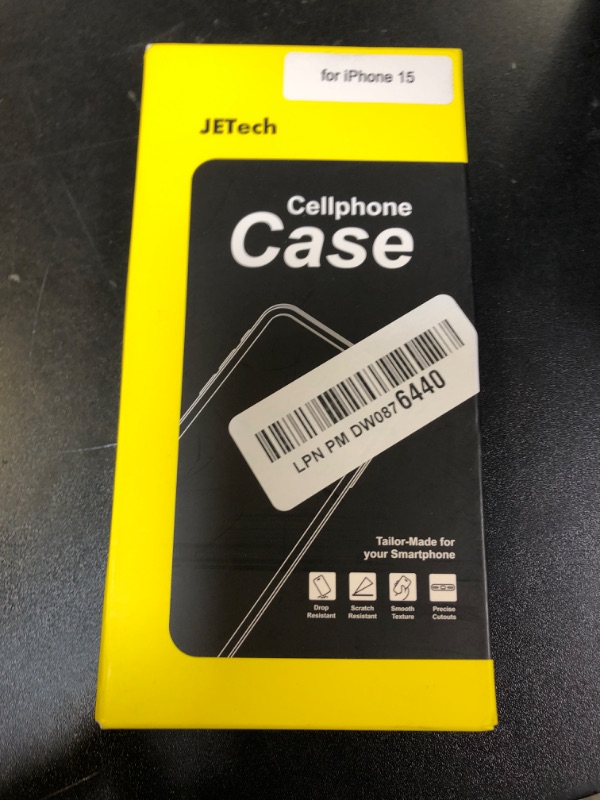 for iPhone 15
JETech
Cellphone
Case
LPN PM DW0876440
Tailor-Made for
your Smartphone
Drop
Resistant
Scratch
Resistant
Smooth
Texture
Precise
Cutouts